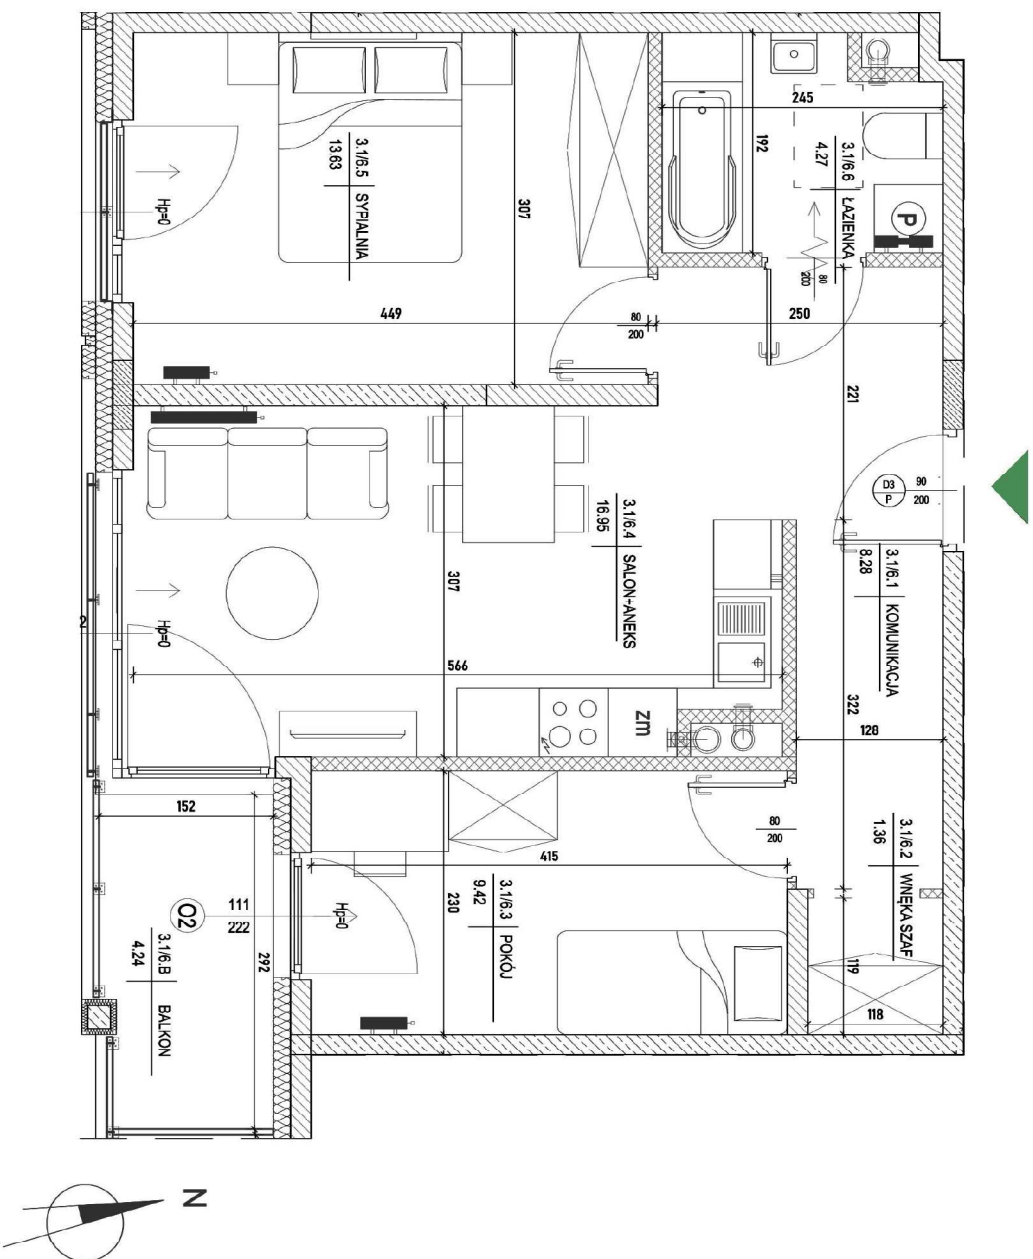 245
192
3.1/6.6 ŁAZIENKA
4.27
P
3.1/6.5 SYPIALNIA
13.63
307
Hp=0
80
200
449
80
200
250
221
D3
P
90
200
3.1/6.4 SALON+ANEKS
16.95
307
3.1/6.1 KOMUNIKACJA
8.28
Hp=0
2
566
322
zm
128
152
80
200
415
3.1/6.2 WNĘKA SZAF
1.36
3.1/6.3 POKÓJ
9.42
230
Hp=0
O2
111
222
3.1/6.B BALKON
4.24
292
119
118
N